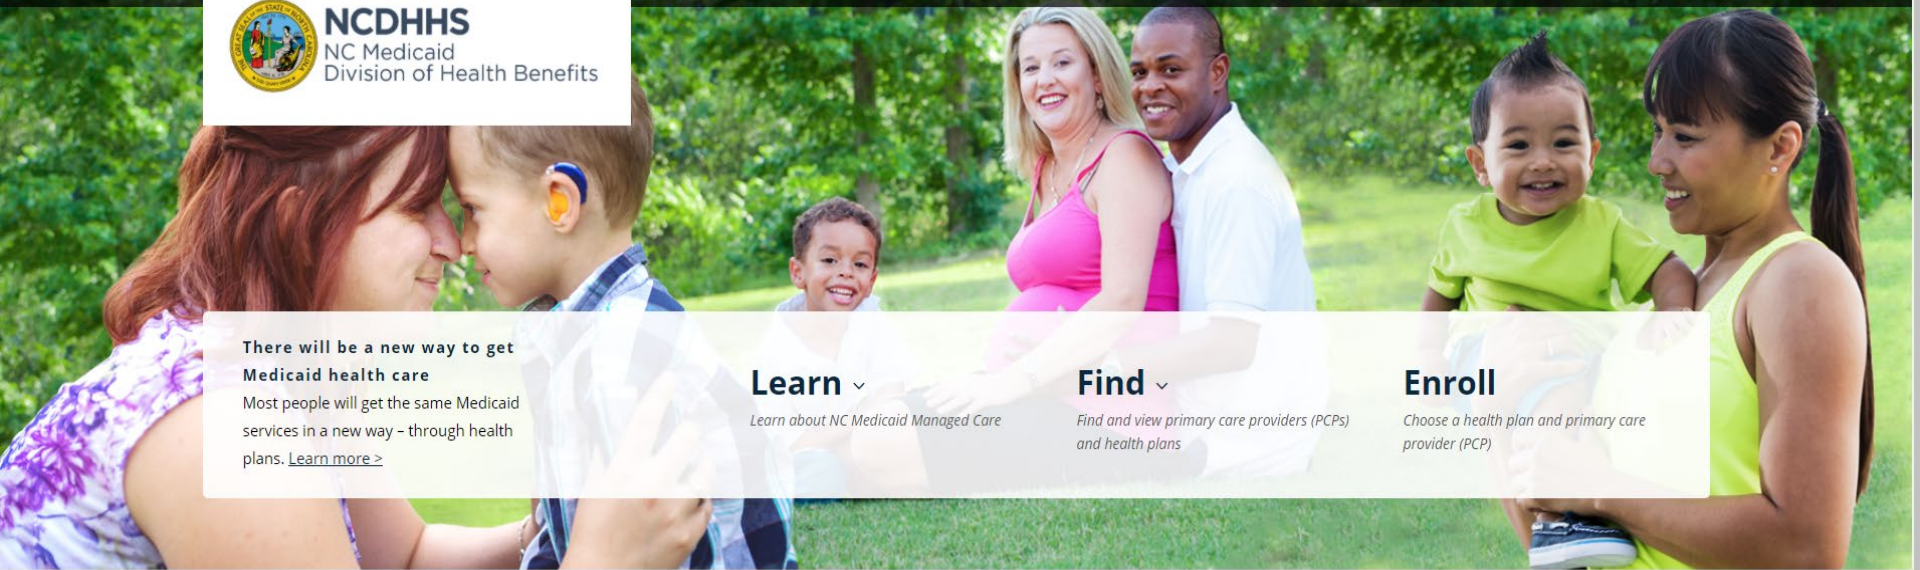 NCDHHS
NC Medicaid
Division of Health Benefits
There will be a new way to get
Medicaid health care
Most people will get the same Medicaid
services in a new way – through health
plans. Learn more >
Learn
Learn about NC Medicaid Managed Care
Find
Find and view primary care providers (PCPs)
and health plans
Enroll
Choose a health plan and primary care
provider (PCP)